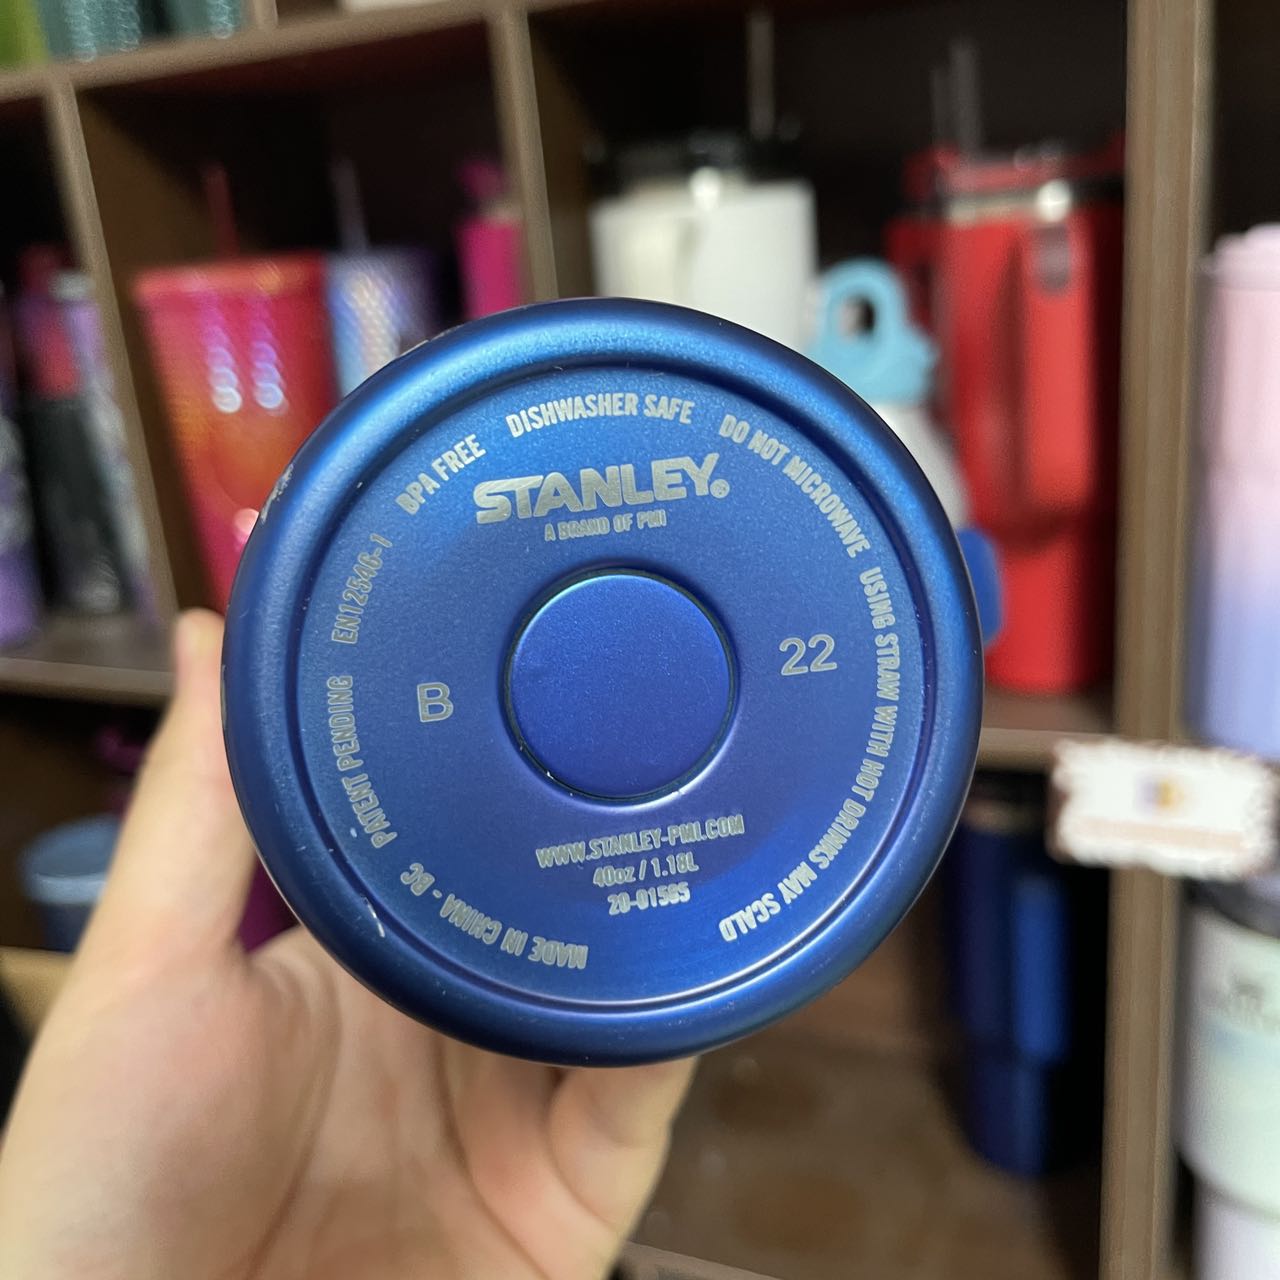 BPA FREE
DISHWASHER SAFE
DO NOT MICROWAVE
USING STRAW WITH HOT DRINKS MAY SCALD
MADE IN CHINA - BC
PATENT PENDING
EN12546-1
STANLEY®
A BRAND OF PMI
B
22
WWW.STANLEY-PMI.COM
40oz / 1.18L
20-01595